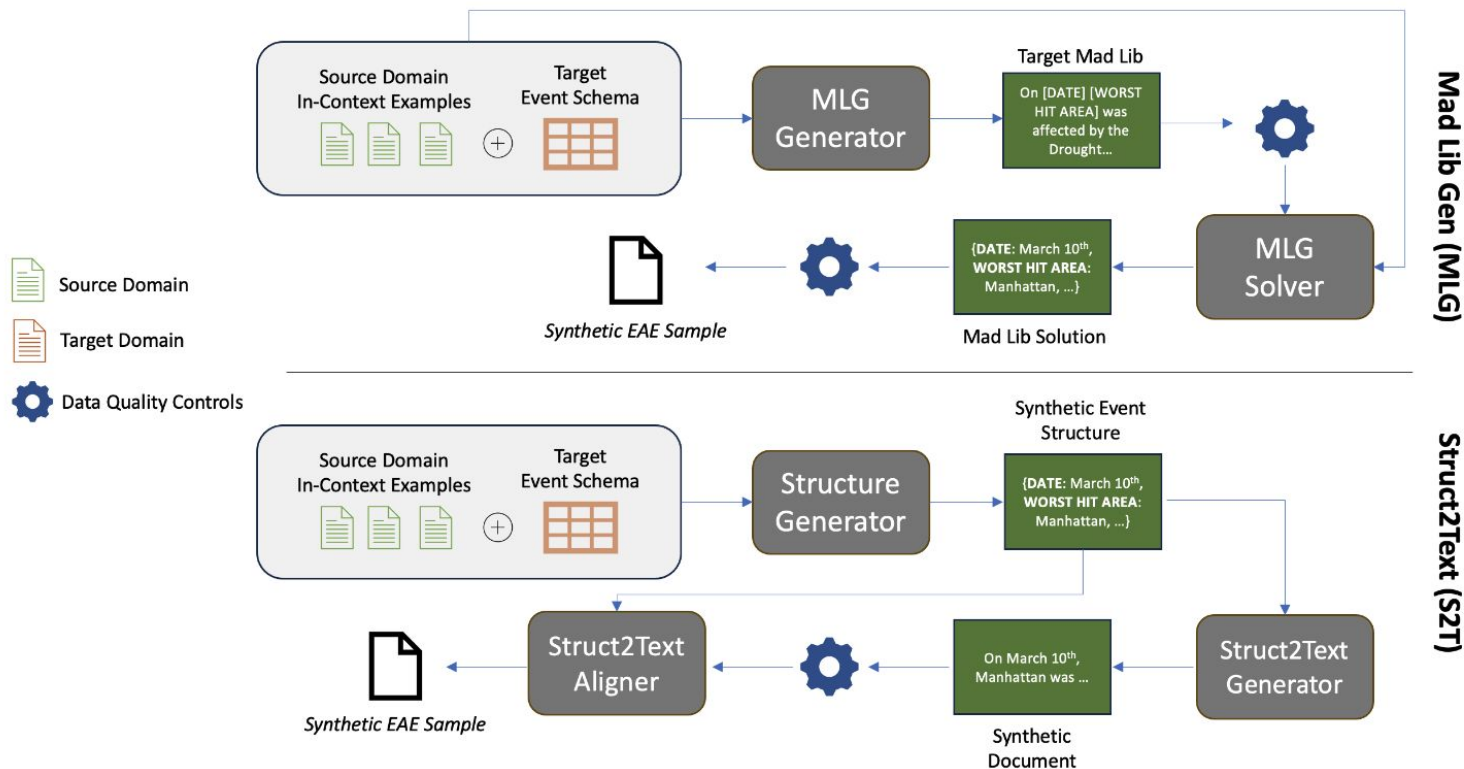 Source Domain
In-Context Examples
Target
Event Schema
MLG
Generator
Target Mad Lib
On [DATE] [WORST
HIT AREA] was
affected by the
Drought...
MLG
Solver
{DATE: March 10th,
WORST HIT AREA:
Manhattan, ...}
Mad Lib Solution
Synthetic EAE Sample
Mad Lib Gen (MLG)
Source Domain
Target Domain
Data Quality Controls
Source Domain
In-Context Examples
Target
Event Schema
Structure
Generator
Synthetic Event
Structure
{DATE: March 10th,
WORST HIT AREA:
Manhattan, ...}
Struct2Text
Generator
On March 10th,
Manhattan was ...
Synthetic
Document
Struct2Text
Aligner
Synthetic EAE Sample
Struct2Text (S2T)